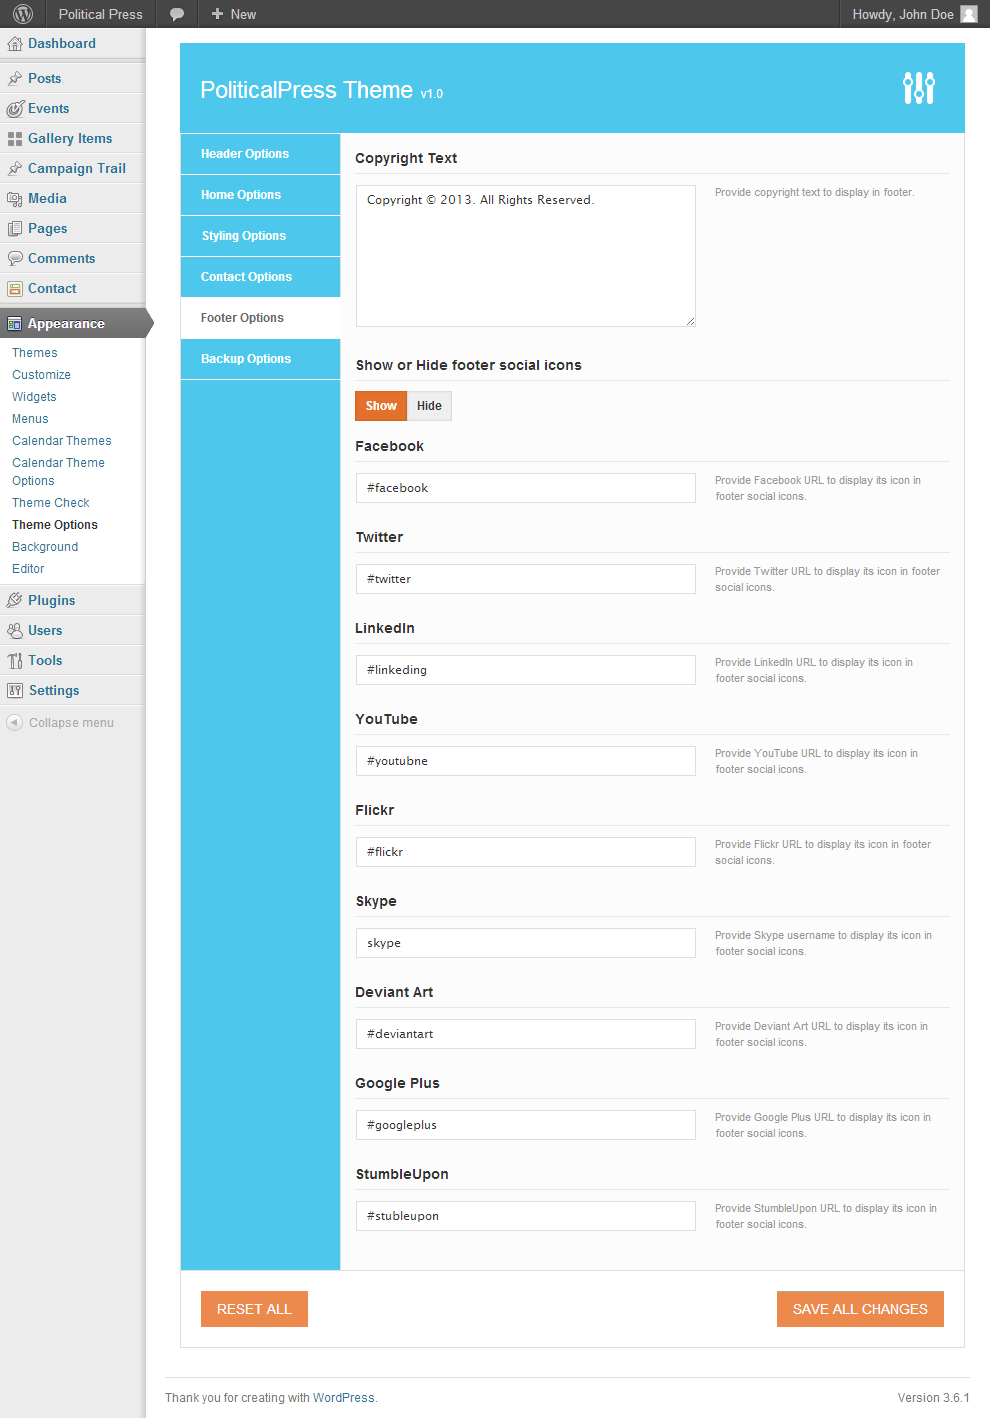 Political Press
New
Howdy, John Doe
Dashboard
Posts
Events
Gallery Items
Campaign Trail
Media
Pages
Comments
Contact
Appearance
Themes
Customize
Widgets
Menus
Calendar Themes
Calendar Theme
Options
Theme Check
Theme Options
Background
Editor
Plugins
Users
Tools
Settings
Collapse menu
PoliticalPress Theme v1.0
Header Options
Home Options
Styling Options
Contact Options
Footer Options
Backup Options
Copyright Text
Copyright © 2013. All Rights Reserved.
Provide copyright text to display in footer.
Show or Hide footer social icons
Show Hide
Facebook
#facebook
Provide Facebook URL to display its icon in
footer social icons.
Twitter
#twitter
Provide Twitter URL to display its icon in footer
social icons.
LinkedIn
#linkeding
Provide LinkedIn URL to display its icon in
footer social icons.
YouTube
#youtubne
Provide YouTube URL to display its icon in
footer social icons.
Flickr
#flickr
Provide Flickr URL to display its icon in footer
social icons.
Skype
skype
Provide Skype username to display its icon in
footer social icons.
Deviant Art
#deviantart
Provide Deviant Art URL to display its icon in
footer social icons.
Google Plus
#googleplus
Provide Google Plus URL to display its icon in
footer social icons.
StumbleUpon
#stubleupon
Provide StumbleUpon URL to display its icon in
footer social icons.
RESET ALL
SAVE ALL CHANGES
Thank you for creating with WordPress.
Version 3.6.1